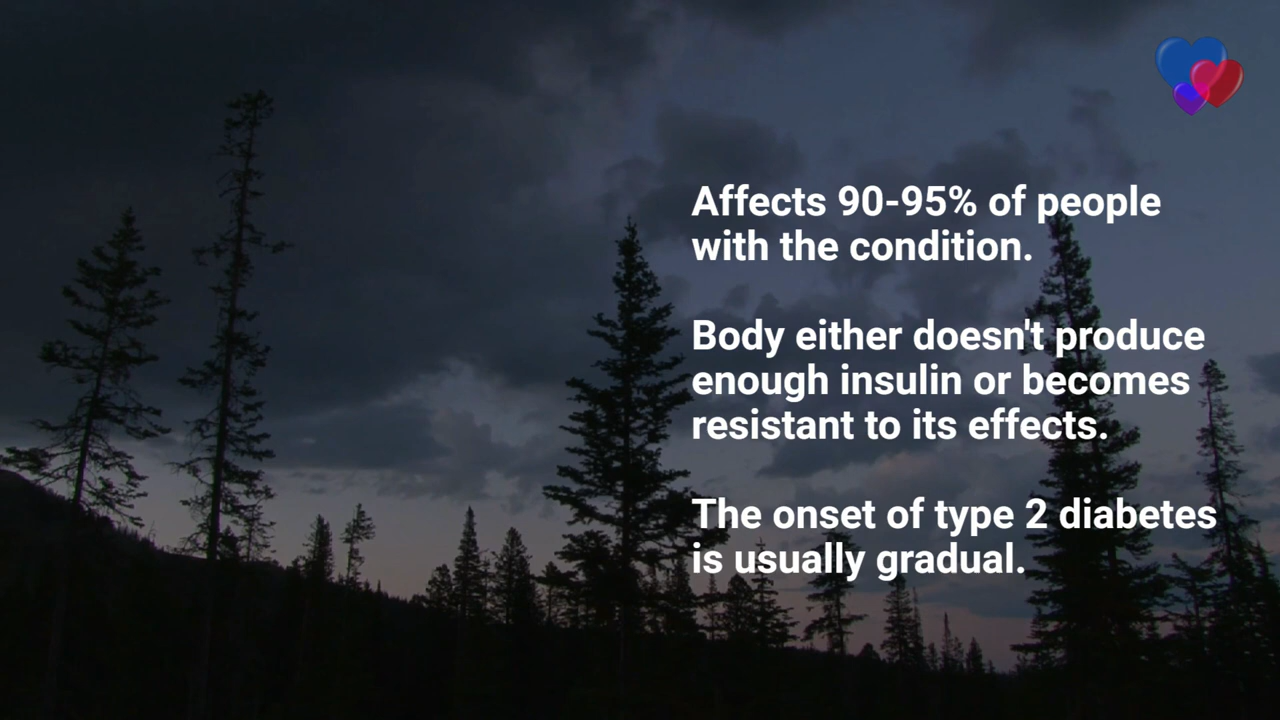 Affects 90-95% of people
with the condition.
Body either doesn't produce
enough insulin or becomes
resistant to its effects.
The onset of type 2 diabetes
is usually gradual.